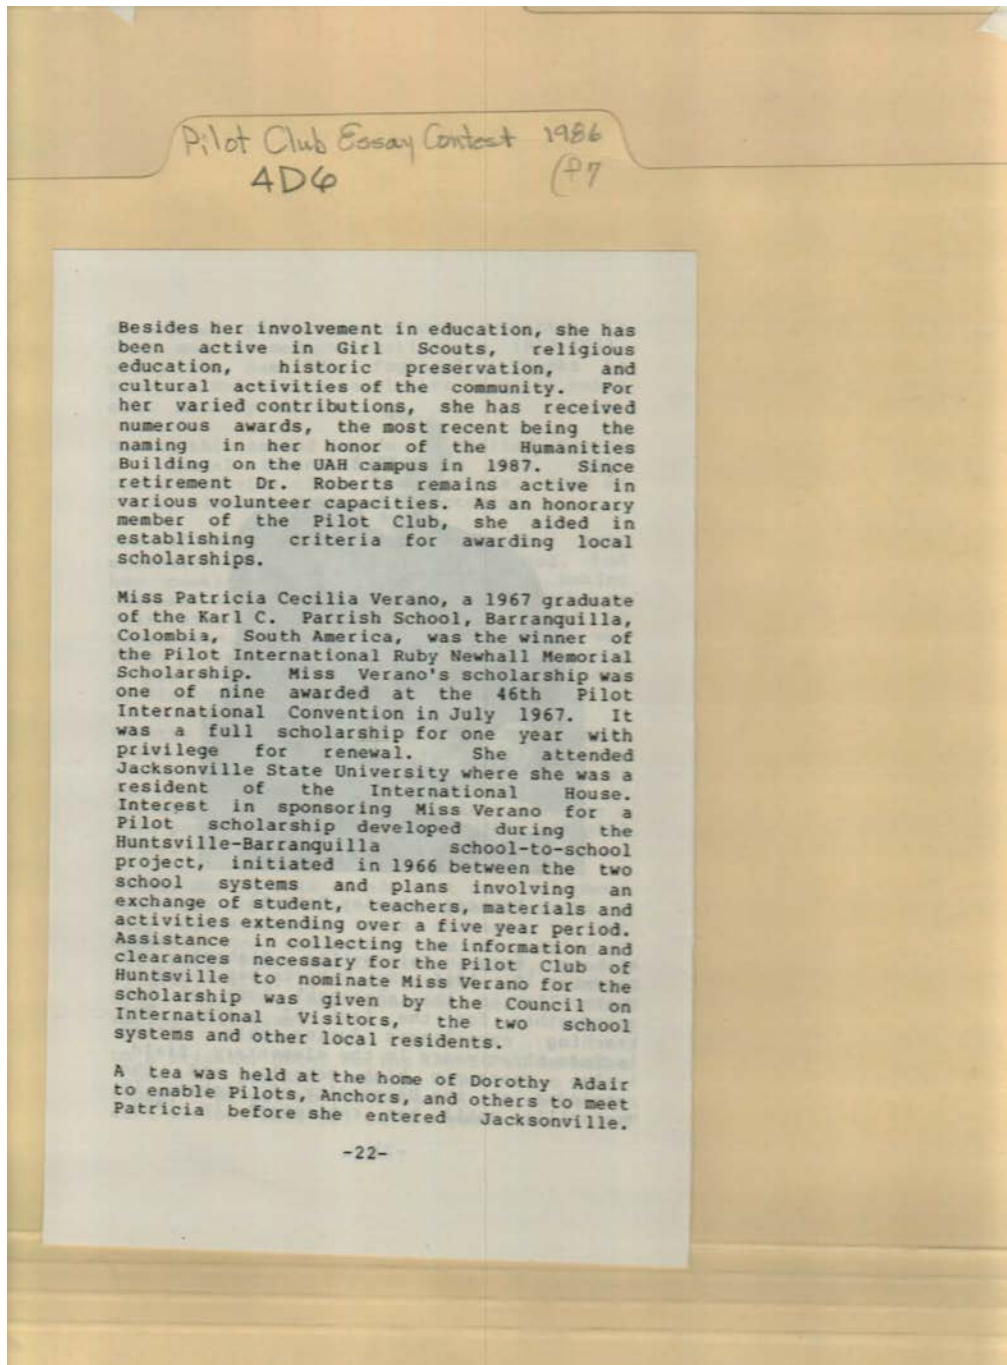 Pilot Club Essay Contest 1986
4D6 (P7
Besides her involvement in education, she has
been active in Girl Scouts, religious
education, historic preservation, and
cultural activities of the community. For
her varied contributions, she has received
numerous awards, the most recent being the
naming in her honor of the Humanities
Building on the UAH campus in 1987. Since
retirement Dr. Roberts remains active in
various volunteer capacities. As an honorary
member of the Pilot Club, she aided in
establishing criteria for awarding local
scholarships.
Miss Patricia Cecilia Verano, a 1967 graduate
of the Karl C. Parrish School, Barranquilla,
Colombia, South America, was the winner of
the Pilot International Ruby Newhall Memorial
Scholarship. Miss Verano's scholarship was
one of nine awarded at the 46th Pilot
International Convention in July 1967. It
was a full scholarship for one year with
privilege for renewal. She attended
Jacksonville State University where she was a
resident of the International House.
Interest in sponsoring Miss Verano for a
Pilot scholarship developed during the
Huntsville-Barranquilla school-to-school
project, initiated in 1966 between the two
school systems and plans involving an
exchange of student, teachers, materials and
activities extending over a five year period.
Assistance in collecting the information and
clearances necessary for the Pilot Club of
Huntsville to nominate Miss Verano for the
scholarship was given by the Council on
International Visitors, the two school
systems and other local residents.
A tea was held at the home of Dorothy Adair
to enable Pilots, Anchors, and others to meet
Patricia before she entered Jacksonville.
-22-